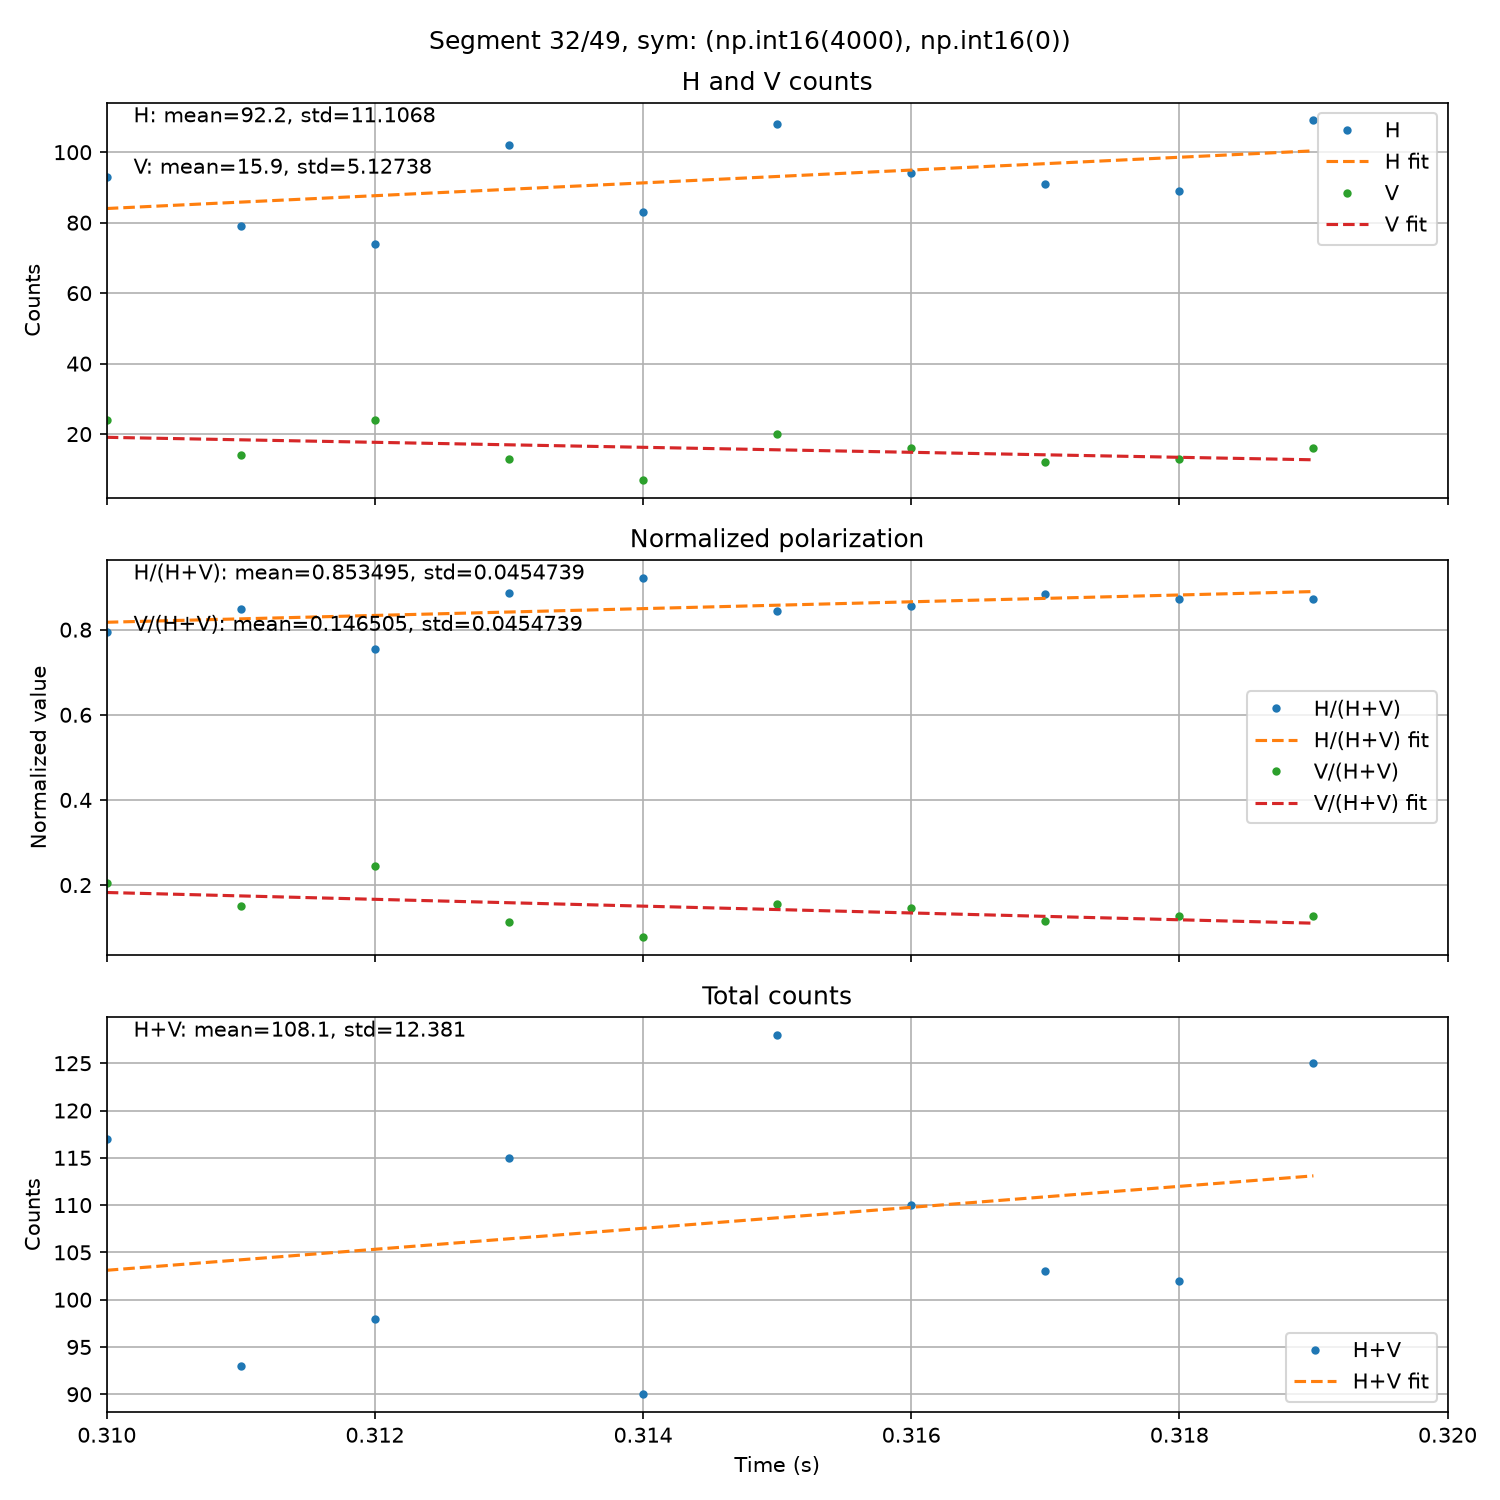 Segment 32/49, sym: (np.int16(4000), np.int16(0))
H and V counts
H: mean=92.2, std=11.1068
V: mean=15.9, std=5.12738
H
H fit
V
V fit
100
80
60
40
20
Counts
Normalized polarization
H/(H+V): mean=0.853495, std=0.0454739
V/(H+V): mean=0.146505, std=0.0454739
H/(H+V)
H/(H+V) fit
V/(H+V)
V/(H+V) fit
0.8
0.6
0.4
0.2
Normalized value
Total counts
H+V: mean=108.1, std=12.381
H+V
H+V fit
125
120
115
110
105
100
95
90
Counts
0.310
0.312
0.314
0.316
0.318
0.320
Time (s)